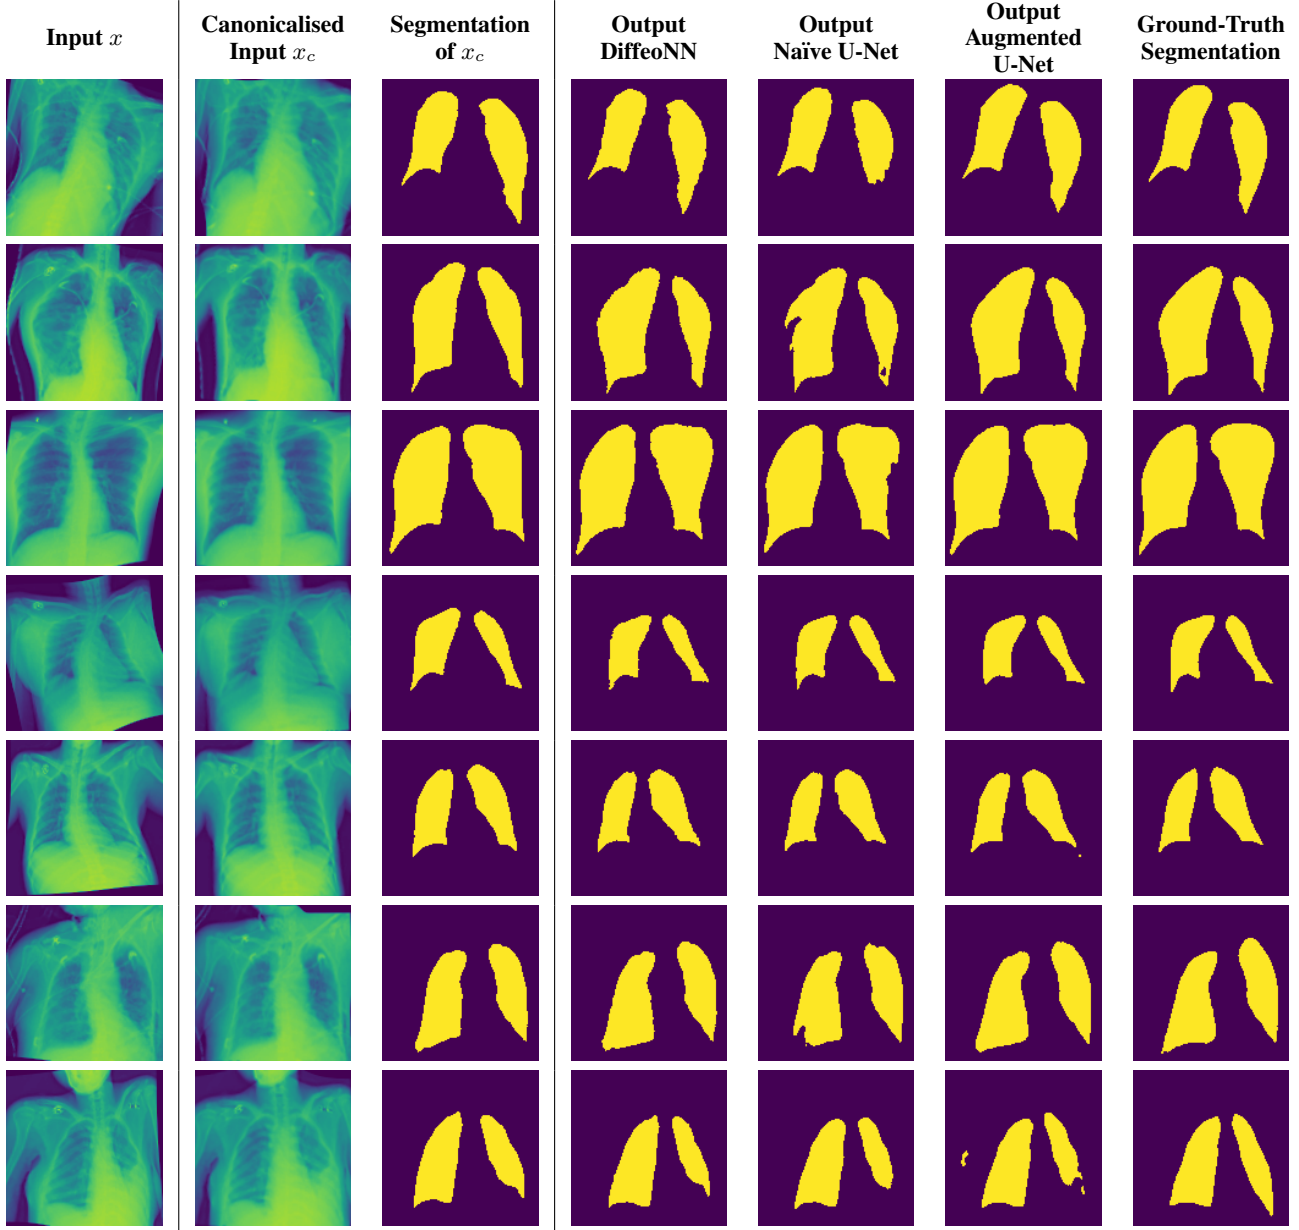 Input x
Canonicalised
Input x_c
Segmentation
of x_c
Output
DiffeoNN
Output
Naïve U-Net
Output
Augmented
U-Net
Ground-Truth
Segmentation